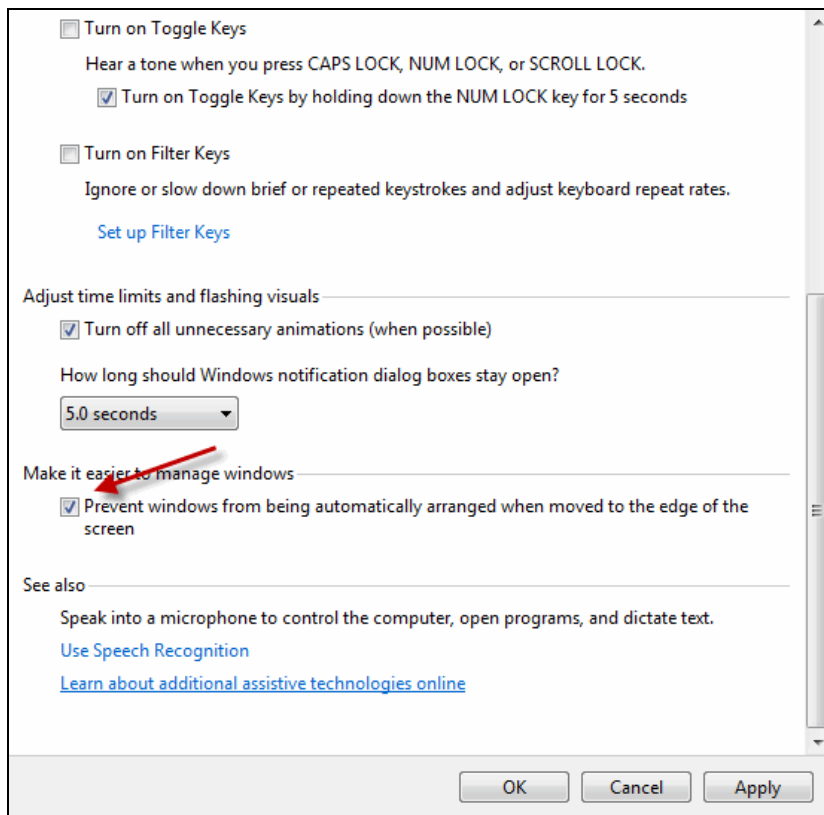 Turn on Toggle Keys
Hear a tone when you press CAPS LOCK, NUM LOCK, or SCROLL LOCK.
Turn on Toggle Keys by holding down the NUM LOCK key for 5 seconds
Turn on Filter Keys
Ignore or slow down brief or repeated keystrokes and adjust keyboard repeat rates.
Set up Filter Keys
Adjust time limits and flashing visuals
Turn off all unnecessary animations (when possible)
How long should Windows notification dialog boxes stay open?
5.0 seconds
Make it easier to manage windows
Prevent windows from being automatically arranged when moved to the edge of the
screen
See also
Speak into a microphone to control the computer, open programs, and dictate text.
Use Speech Recognition
Learn about additional assistive technologies online
OK Cancel Apply